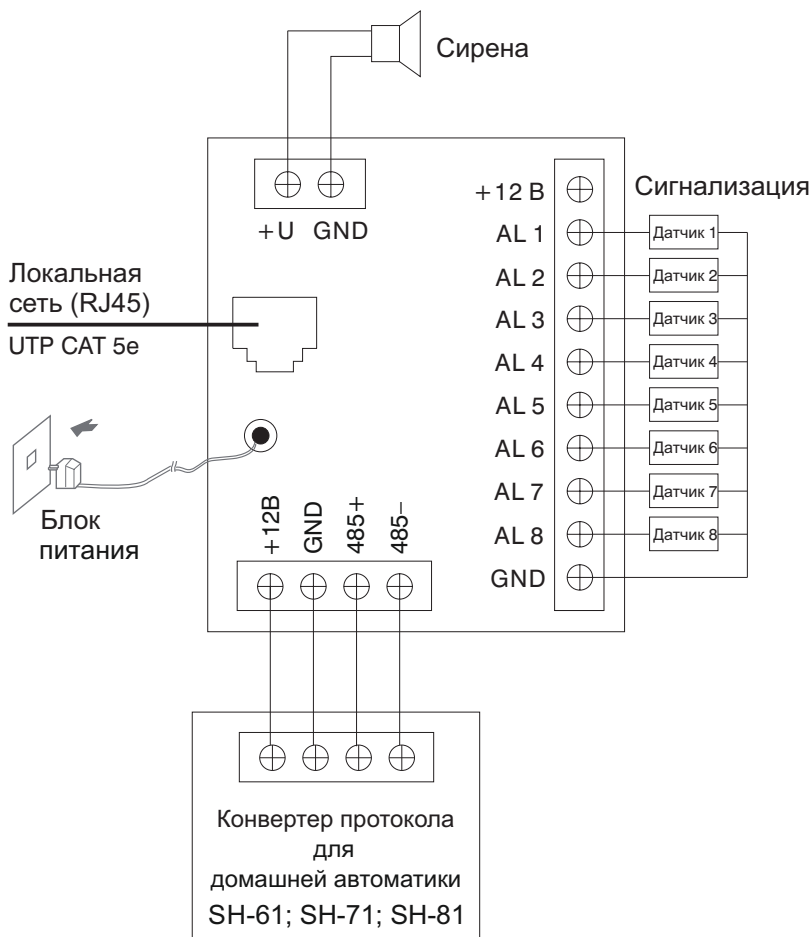 Сирена
+U GND
+12 В
Сигнализация
AL 1
Датчик 1
AL 2
Датчик 2
AL 3
Датчик 3
AL 4
Датчик 4
AL 5
Датчик 5
AL 6
Датчик 6
AL 7
Датчик 7
AL 8
Датчик 8
GND
Локальная
сеть (RJ45)
UTP CAT 5e
Блок
питания
+12В
GND
485+
485–
Конвертер протокола
для
домашней автоматики
SH-61; SH-71; SH-81